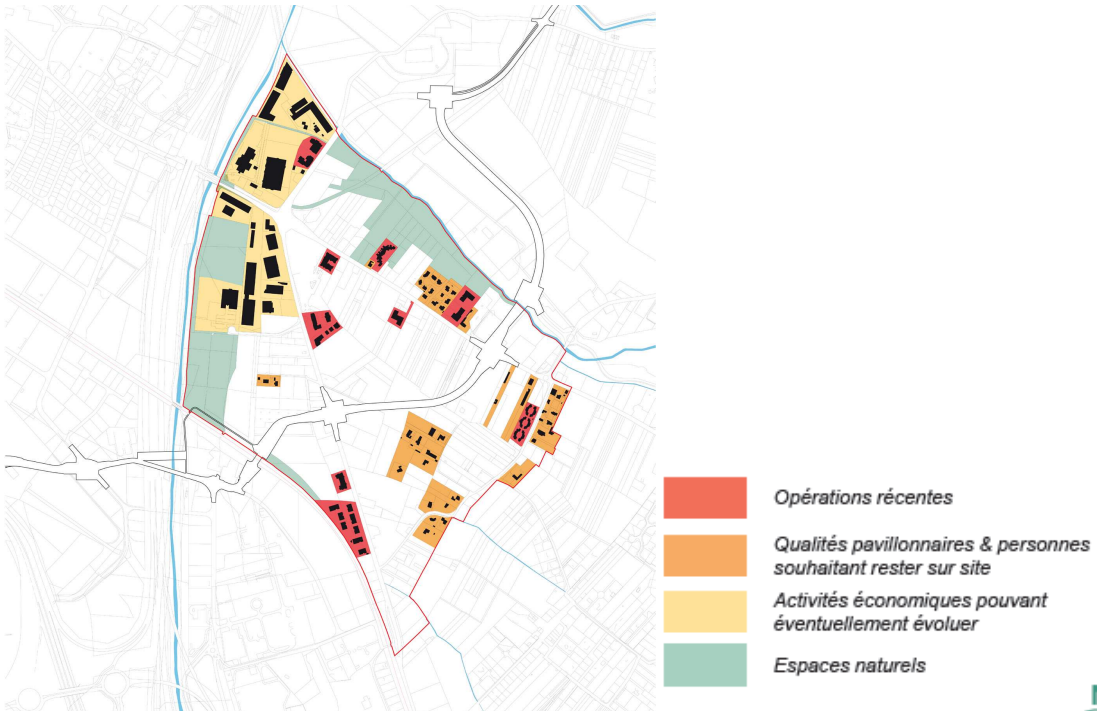 Opérations récentes
Qualités pavillonnaires & personnes
souhaitant rester sur site
Activités économiques pouvant
éventuellement évoluer
Espaces naturels